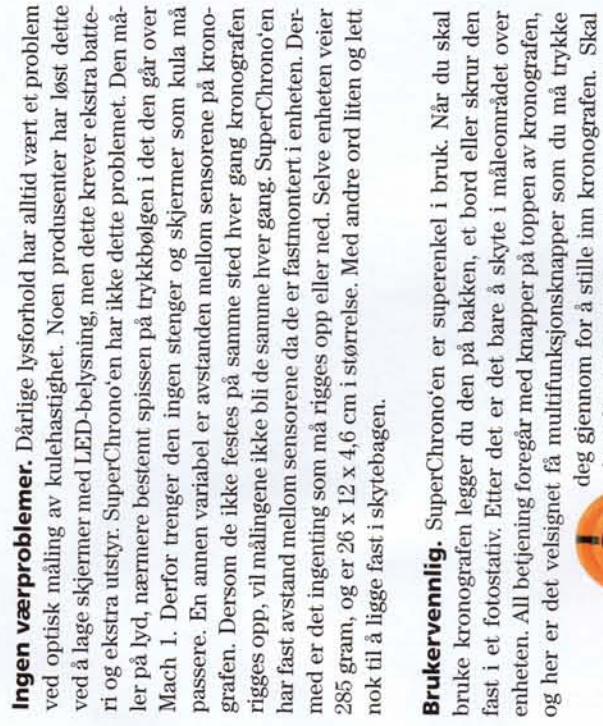 Ingen værproblemer. Dårlige lysforhold har alltid vært et problem
ved optisk måling av kulehastighet. Noen produsenter har løst dette
ved å lage skjermer med LED-belysning, men dette krever ekstra batte-
ri og ekstra utstyr. SuperChrono'en har ikke dette problemet. Den må-
ler på lyd, nærmere bestemt spissen på trykkbølgen i det den går over
Mach 1. Derfor trenger den ingen stenger og skjermer som kula må
passere. En annen variabel er avstanden mellom sensorene på krono-
grafen. Dersom de ikke festes på samme sted hver gang kronografen
rigges opp, vil målingene ikke bli de samme hver gang. SuperChrono'en
har fast avstand mellom sensorene da de er fastmontert i enheten. Der-
med er det ingenting som må rigges opp eller ned. Selve enheten veier
285 gram, og er 26 x 12 x 4,6 cm i størrelse. Med andre ord liten og lett
nok til å ligge fast i skytebagen.
Brukervennlig. SuperChrono'en er superenkel i bruk. Når du skal
bruke kronografen legger du den på bakken, et bord eller skrur den
fast i et fotostativ. Etter det er det bare å skyte i måleområdet over
enheten. All betjening foregår med knapper på toppen av kronografen,
og her er det velsignet få multifunksjonsknapper som du må trykke
deg gjennom for å stille inn kronografen. Skal